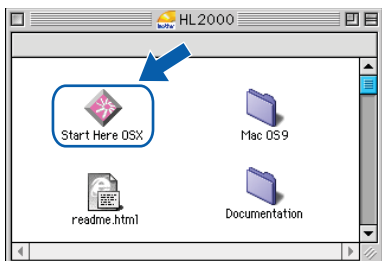 HL2000
Start Here OSX
Mac OS9
readme.html
Documentation